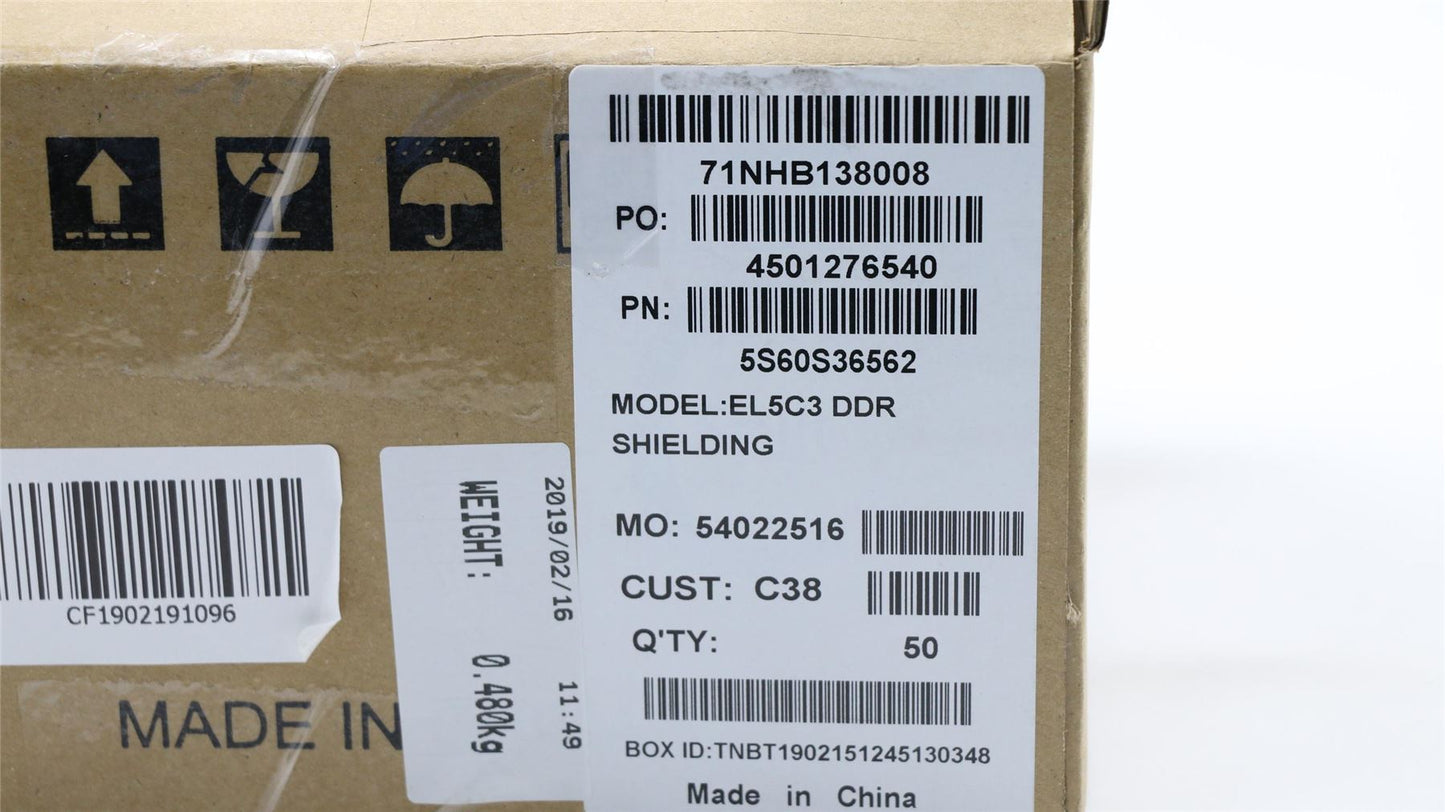 71NHB138008
PO:
4501276540
PN:
5S60S36562
MODEL:EL5C3 DDR
SHIELDING
MO: 54022516
CUST: C38
Q'TY: 50
BOX ID:TNBT1902151245130348
Made in China
2019/02/16 11:49
WEIGHT: 0.480kg
CF1902191096
MADE IN